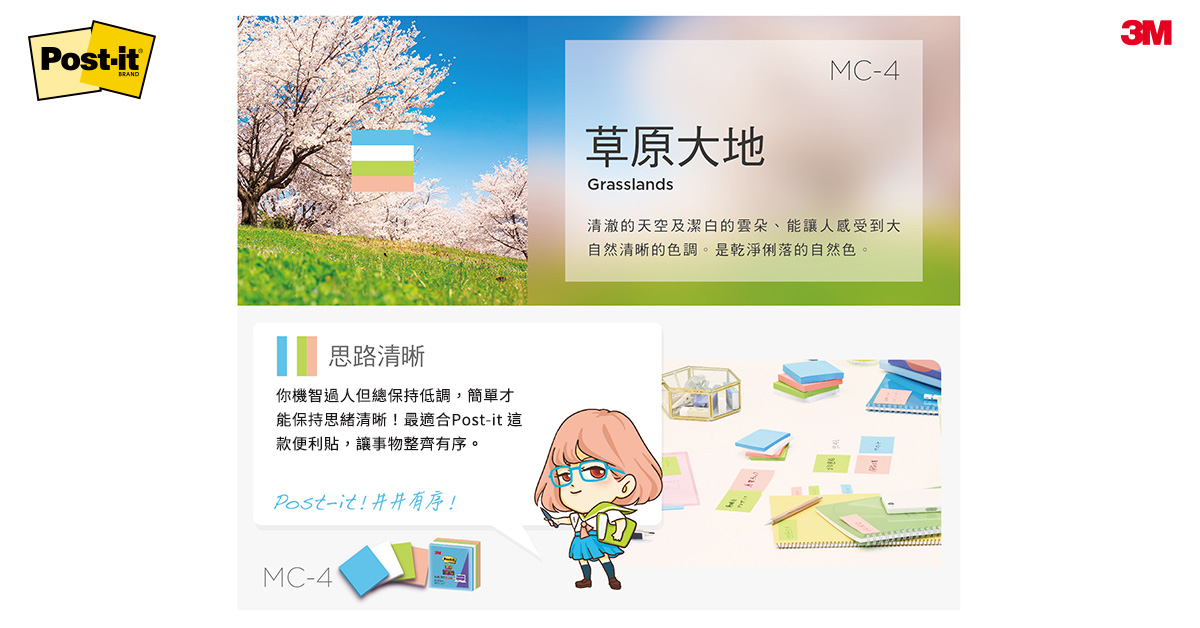 Post-it
BRAND
3M
MC-4
草原大地
Grasslands
清澈的天空及潔白的雲朵、能讓人感受到大
自然清晰的色調。是乾淨俐落的自然色。
思路清晰
你機智過人但總保持低調，簡單才
能保持思緒清晰！最適合Post-it 這
款便利貼，讓事物整齊有序。
Post-it!井井有序!
MC-4
3M
Post-it